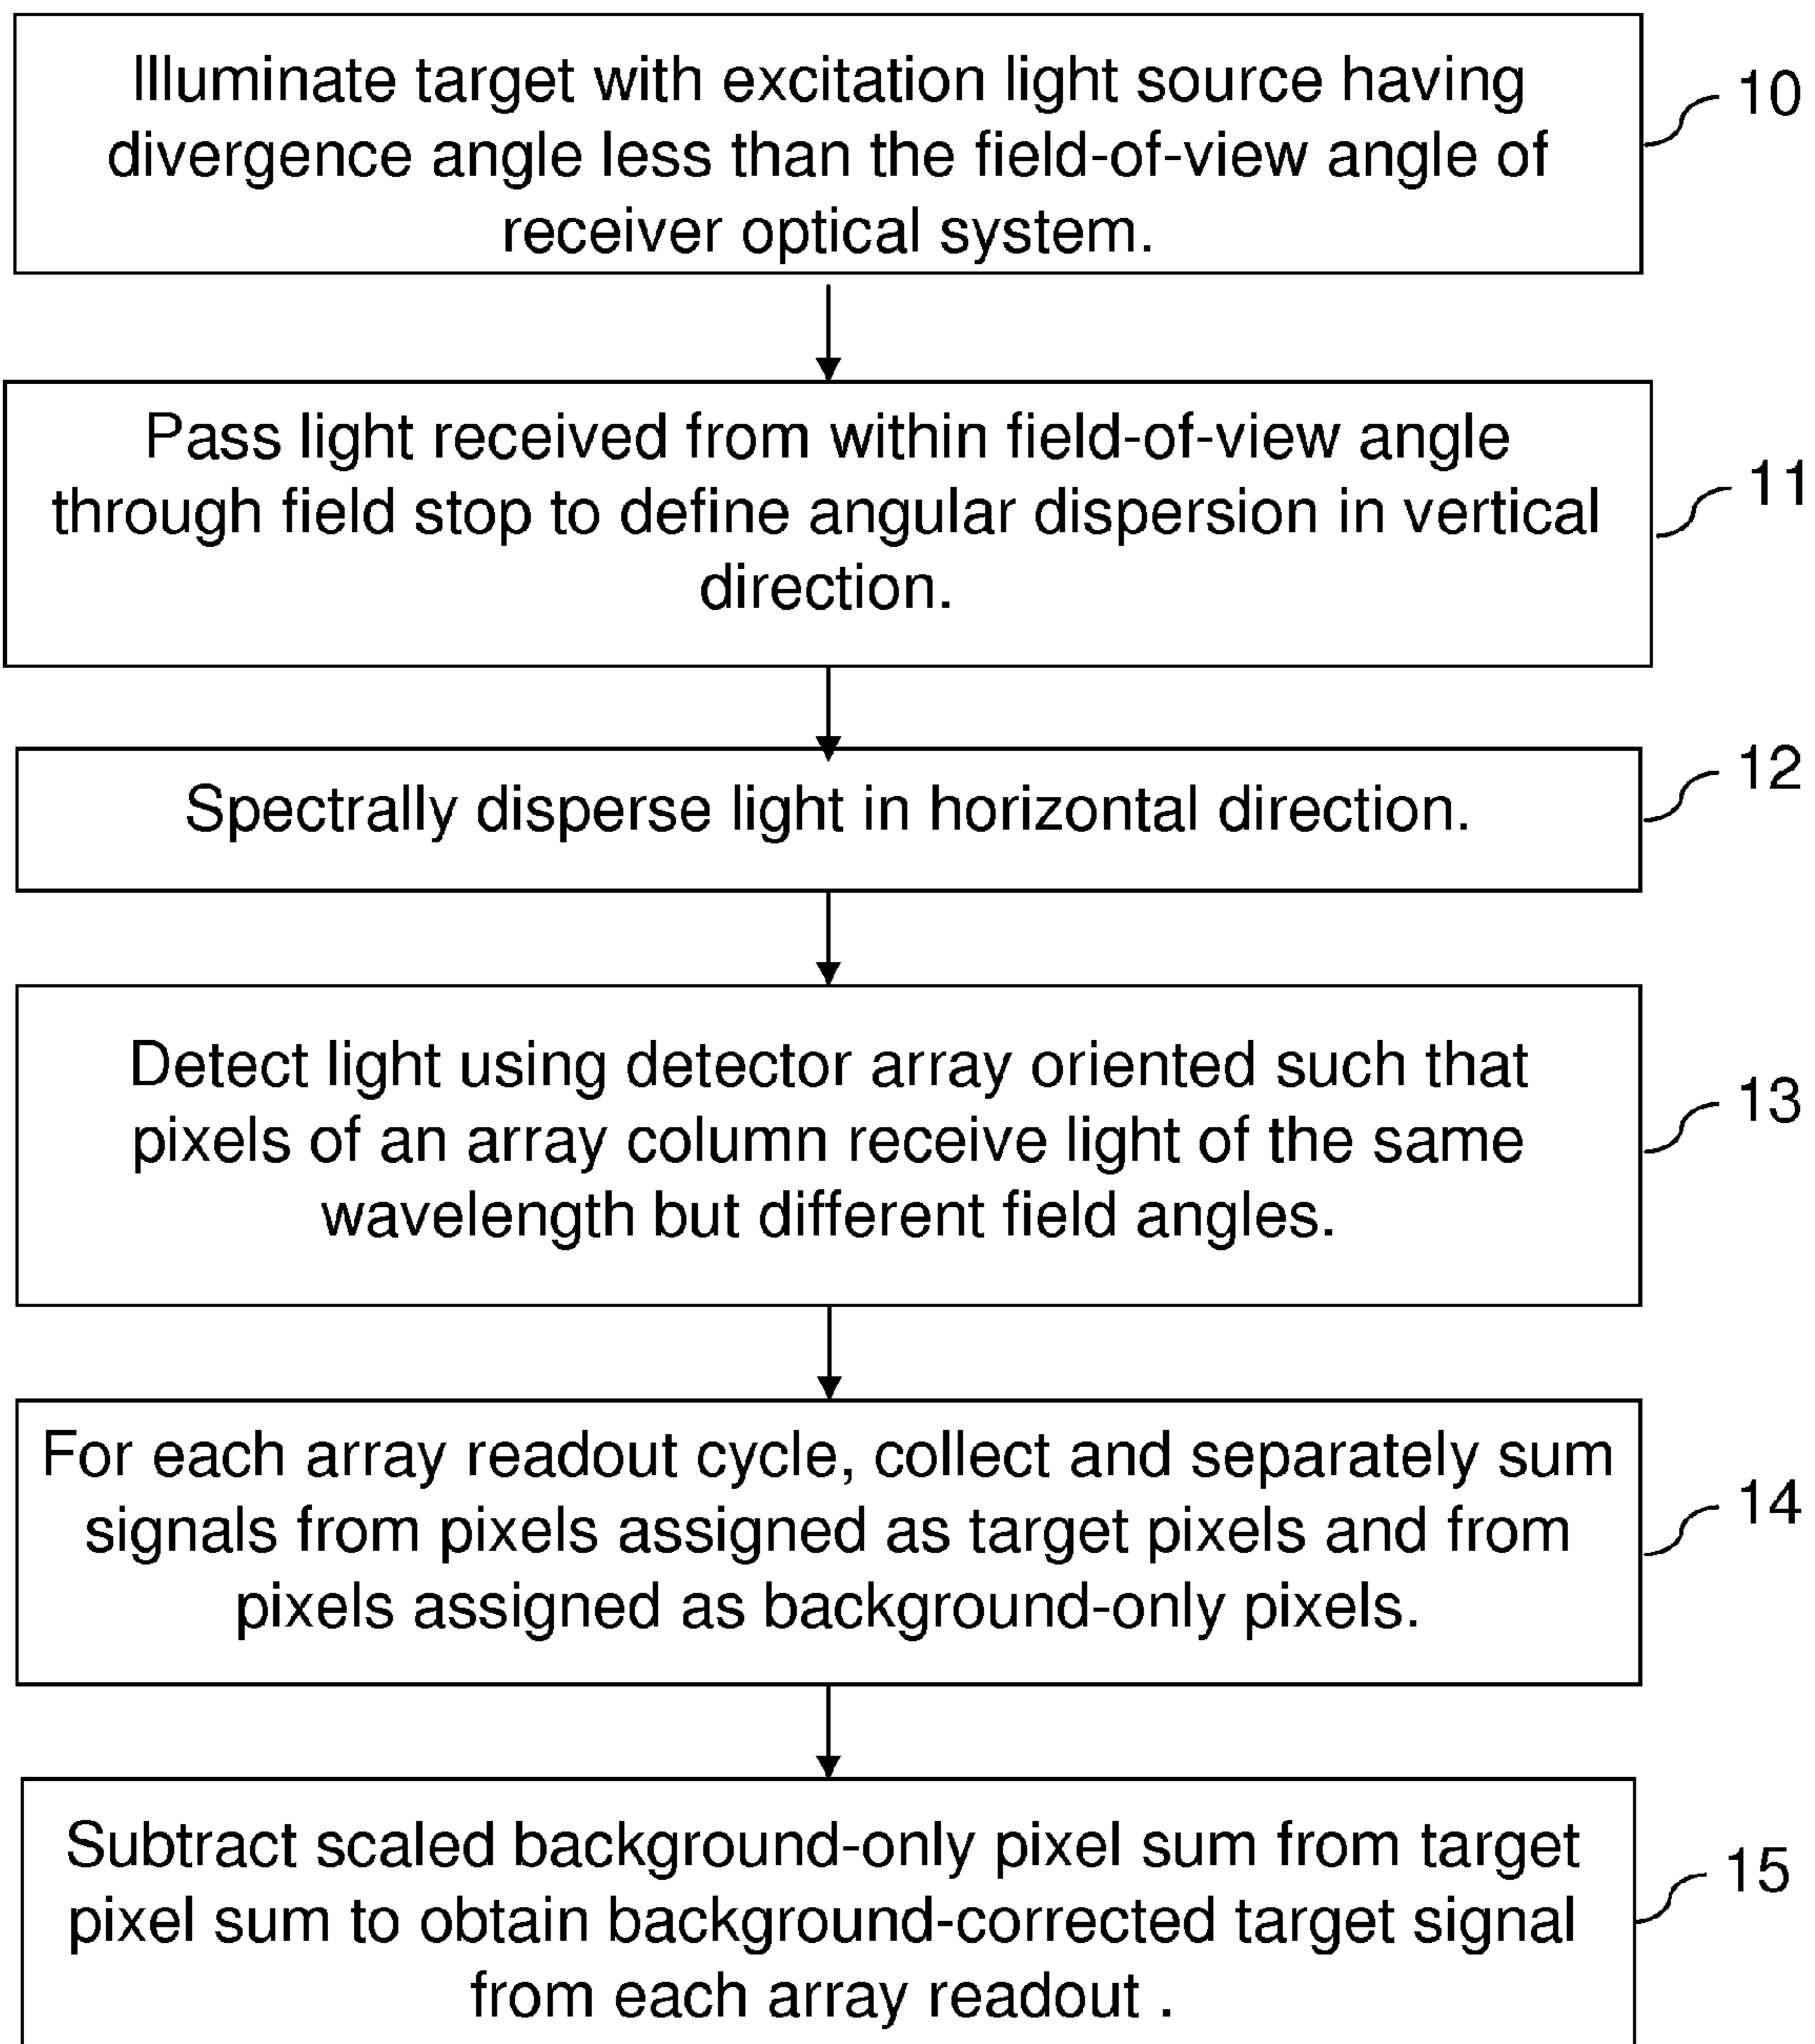 Illuminate target with excitation light source having
divergence angle less than the field-of-view angle of
receiver optical system.
10
Pass light received from within field-of-view angle
through field stop to define angular dispersion in vertical
direction.
11
Spectrally disperse light in horizontal direction.
12
Detect light using detector array oriented such that
pixels of an array column receive light of the same
wavelength but different field angles.
13
For each array readout cycle, collect and separately sum
signals from pixels assigned as target pixels and from
pixels assigned as background-only pixels.
14
Subtract scaled background-only pixel sum from target
pixel sum to obtain background-corrected target signal
from each array readout .
15